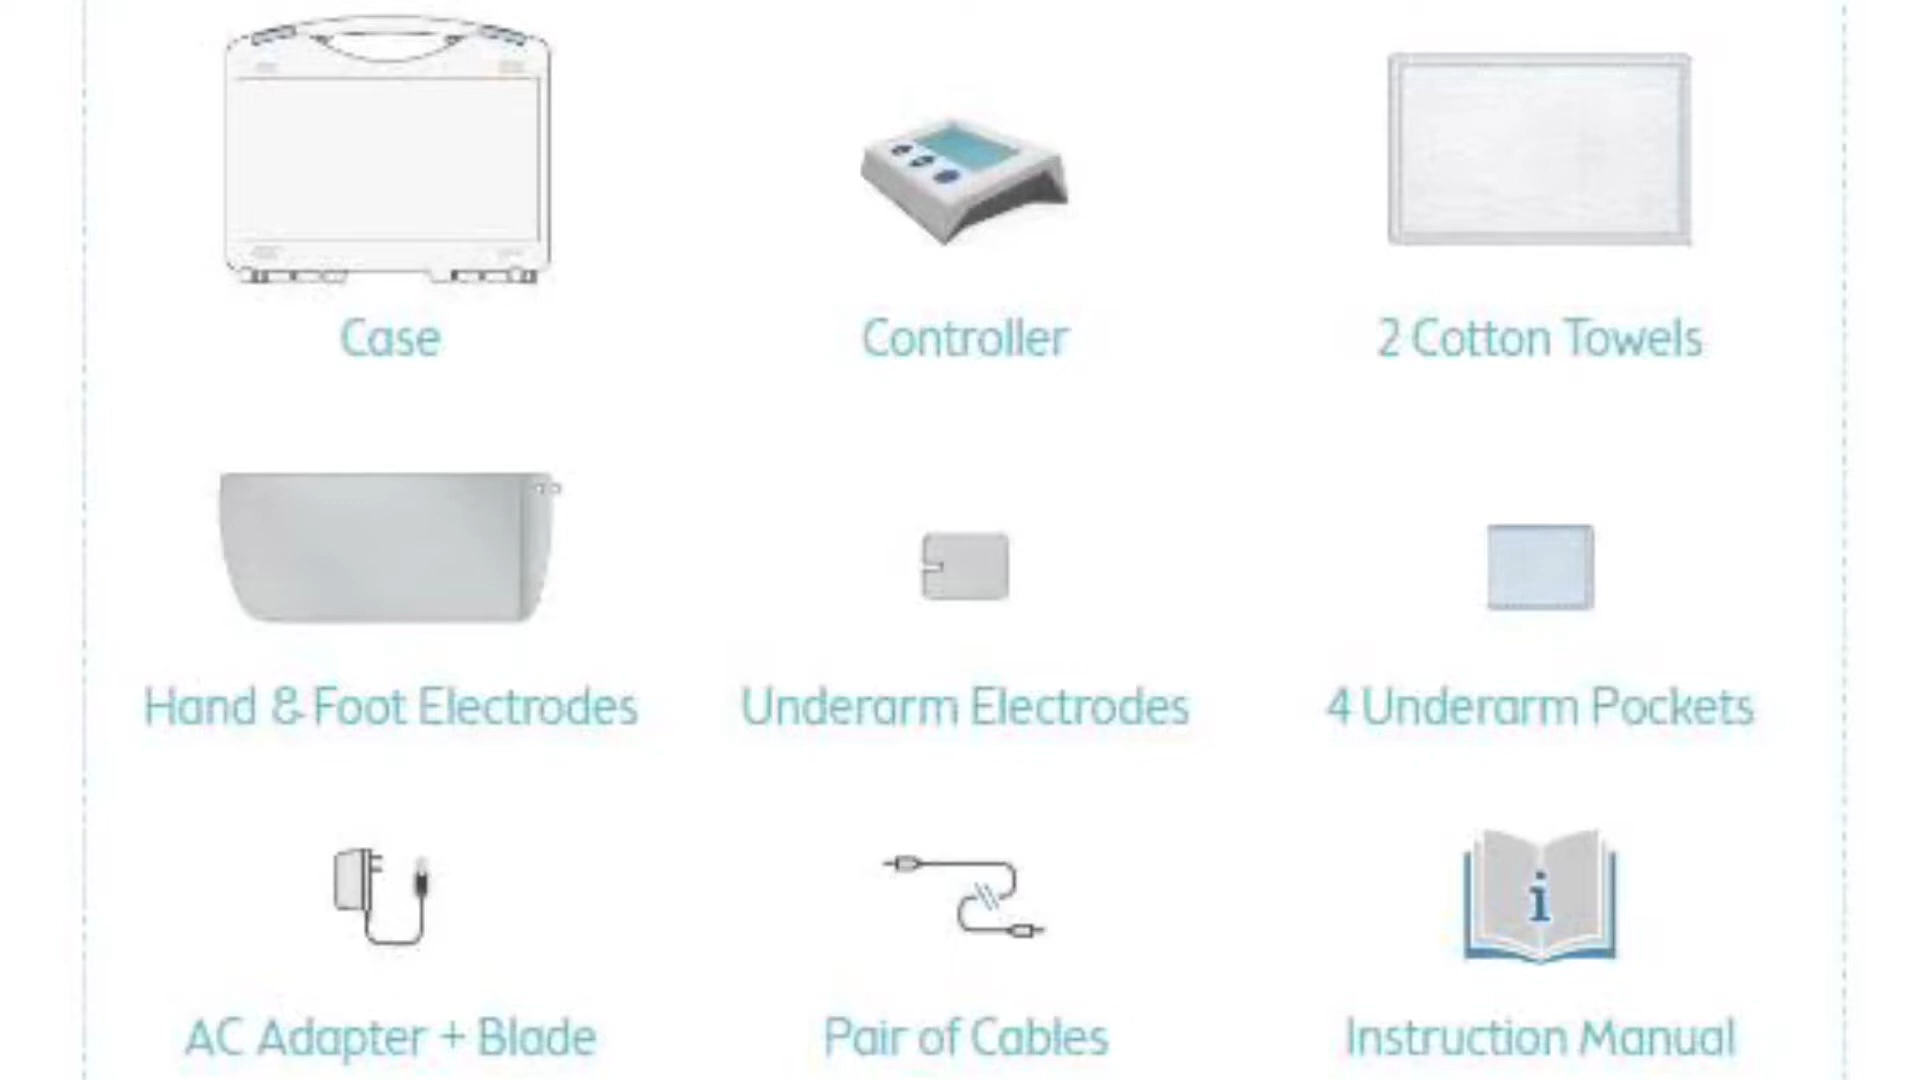 Case
Controller
2 Cotton Towels
Hand & Foot Electrodes
Underarm Electrodes
4 Underarm Pockets
i
AC Adapter + Blade
Pair of Cables
Instruction Manual